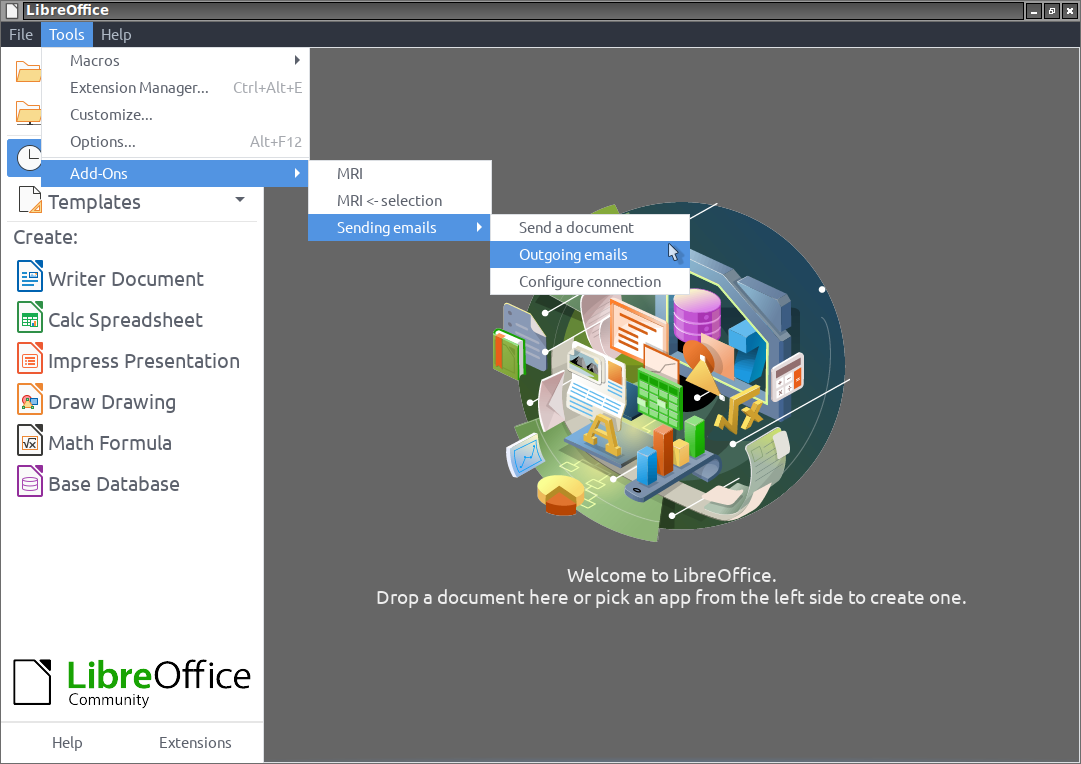 LibreOffice
File Tools Help
Macros
Extension Manager... Ctrl+Alt+E
Customize...
Options... Alt+F12
Add-Ons
MRI
MRI <- selection
Sending emails
Send a document
Outgoing emails
Configure connection
Templates
Create:
Writer Document
Calc Spreadsheet
Impress Presentation
Draw Drawing
Math Formula
Base Database
Welcome to LibreOffice.
Drop a document here or pick an app from the left side to create one.
LibreOffice
Community
Help Extensions